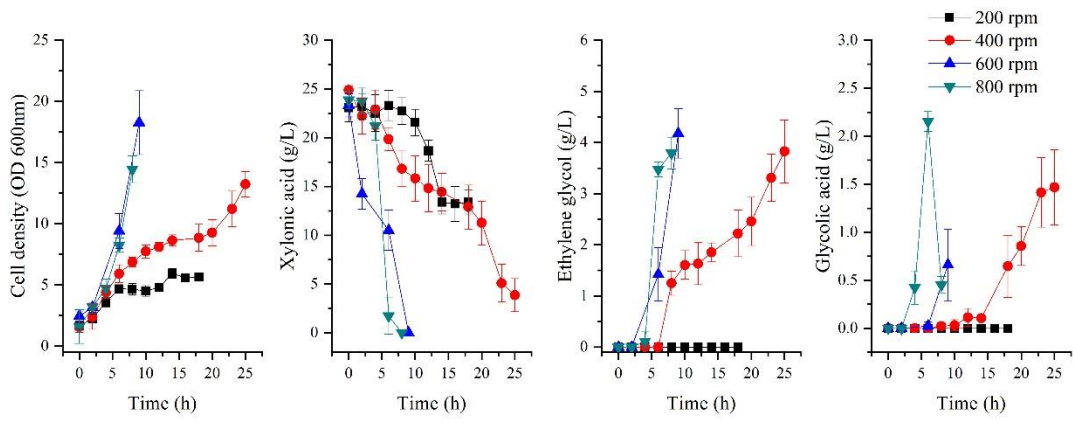 200 rpm
400 rpm
600 rpm
800 rpm
Cell density (OD 600nm)
25
20
15
10
5
0
0 5 10 15 20 25
Time (h)
Xylonic acid (g/L)
30
25
20
15
10
5
0
0 5 10 15 20 25
Time (h)
Ethylene glycol (g/L)
6
5
4
3
2
1
0
0 5 10 15 20 25
Time (h)
Glycolic acid (g/L)
3.0
2.5
2.0
1.5
1.0
0.5
0.0
0 5 10 15 20 25
Time (h)